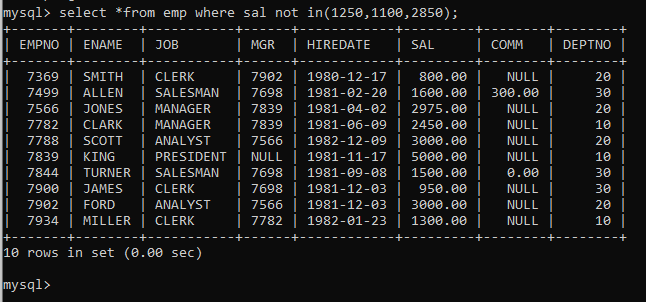 mysql> select *from emp where sal not in(1250,1100,2850);
+-------+--------+-----------+------+------------+---------+--------+--------+
| EMPNO | ENAME  | JOB       | MGR  | HIREDATE   | SAL     | COMM   | DEPTNO |
+-------+--------+-----------+------+------------+---------+--------+--------+
|  7369 | SMITH  | CLERK     | 7902 | 1980-12-17 |  800.00 |   NULL |     20 |
|  7499 | ALLEN  | SALESMAN  | 7698 | 1981-02-20 | 1600.00 | 300.00 |     30 |
|  7566 | JONES  | MANAGER   | 7839 | 1981-04-02 | 2975.00 |   NULL |     20 |
|  7782 | CLARK  | MANAGER   | 7839 | 1981-06-09 | 2450.00 |   NULL |     10 |
|  7788 | SCOTT  | ANALYST   | 7566 | 1982-12-09 | 3000.00 |   NULL |     20 |
|  7839 | KING   | PRESIDENT | NULL | 1981-11-17 | 5000.00 |   NULL |     10 |
|  7844 | TURNER | SALESMAN  | 7698 | 1981-09-08 | 1500.00 |   0.00 |     30 |
|  7900 | JAMES  | CLERK     | 7698 | 1981-12-03 |  950.00 |   NULL |     30 |
|  7902 | FORD   | ANALYST   | 7566 | 1981-12-03 | 3000.00 |   NULL |     20 |
|  7934 | MILLER | CLERK     | 7782 | 1982-01-23 | 1300.00 |   NULL |     10 |
+-------+--------+-----------+------+------------+---------+--------+--------+
10 rows in set (0.00 sec)
mysql>